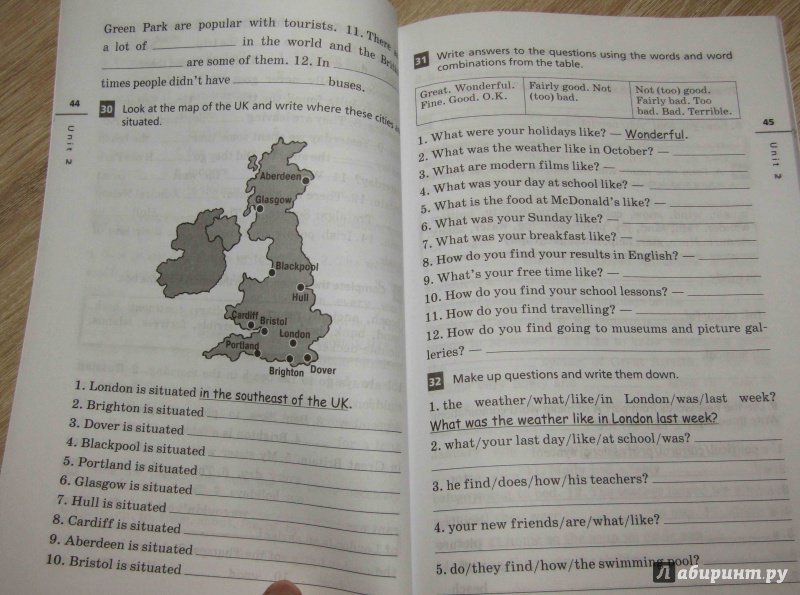 Green Park are popular with tourists. 11. There
a lot of ____________ in the world and the
____________ are some of them. 12. In ____________
times people didn't have ____________ buses.
44
Unit 2
30 Look at the map of the UK and write where these cities
situated.
Aberdeen
Glasgow
Blackpool
Hull
Cardiff
Bristol
London
Portland
Brighton Dover
1. London is situated in the southeast of the UK.
2. Brighton is situated
3. Dover is situated
4. Blackpool is situated
5. Portland is situated
6. Glasgow is situated
7. Hull is situated
8. Cardiff is situated
9. Aberdeen is situated
10. Bristol is situated
31 Write answers to the questions using the words and word
combinations from the table.
Great. Wonderful.
Fine. Good. O.K.
Fairly good. Not
(too) bad.
Not (too) good.
Fairly bad. Too
bad. Bad. Terrible.
45
Unit 2
1. What were your holidays like? — Wonderful.
2. What was the weather like in October? —
3. What are modern films like? —
4. What was your day at school like? —
5. What is the food at McDonald's like? —
6. What was your Sunday like? —
7. What was your breakfast like? —
8. How do you find your results in English? —
9. What's your free time like? —
10. How do you find your school lessons? —
11. How do you find travelling? —
12. How do you find going to museums and picture gal-
leries? —
32 Make up questions and write them down.
1. the weather/what/like/in London/was/last week?
What was the weather like in London last week?
2. what/your last day/like/at school/was?
3. he find/does/how/his teachers?
4. your new friends/are/what/like?
5. do/they find/how/the swimming pool?
Лабиринт.ру